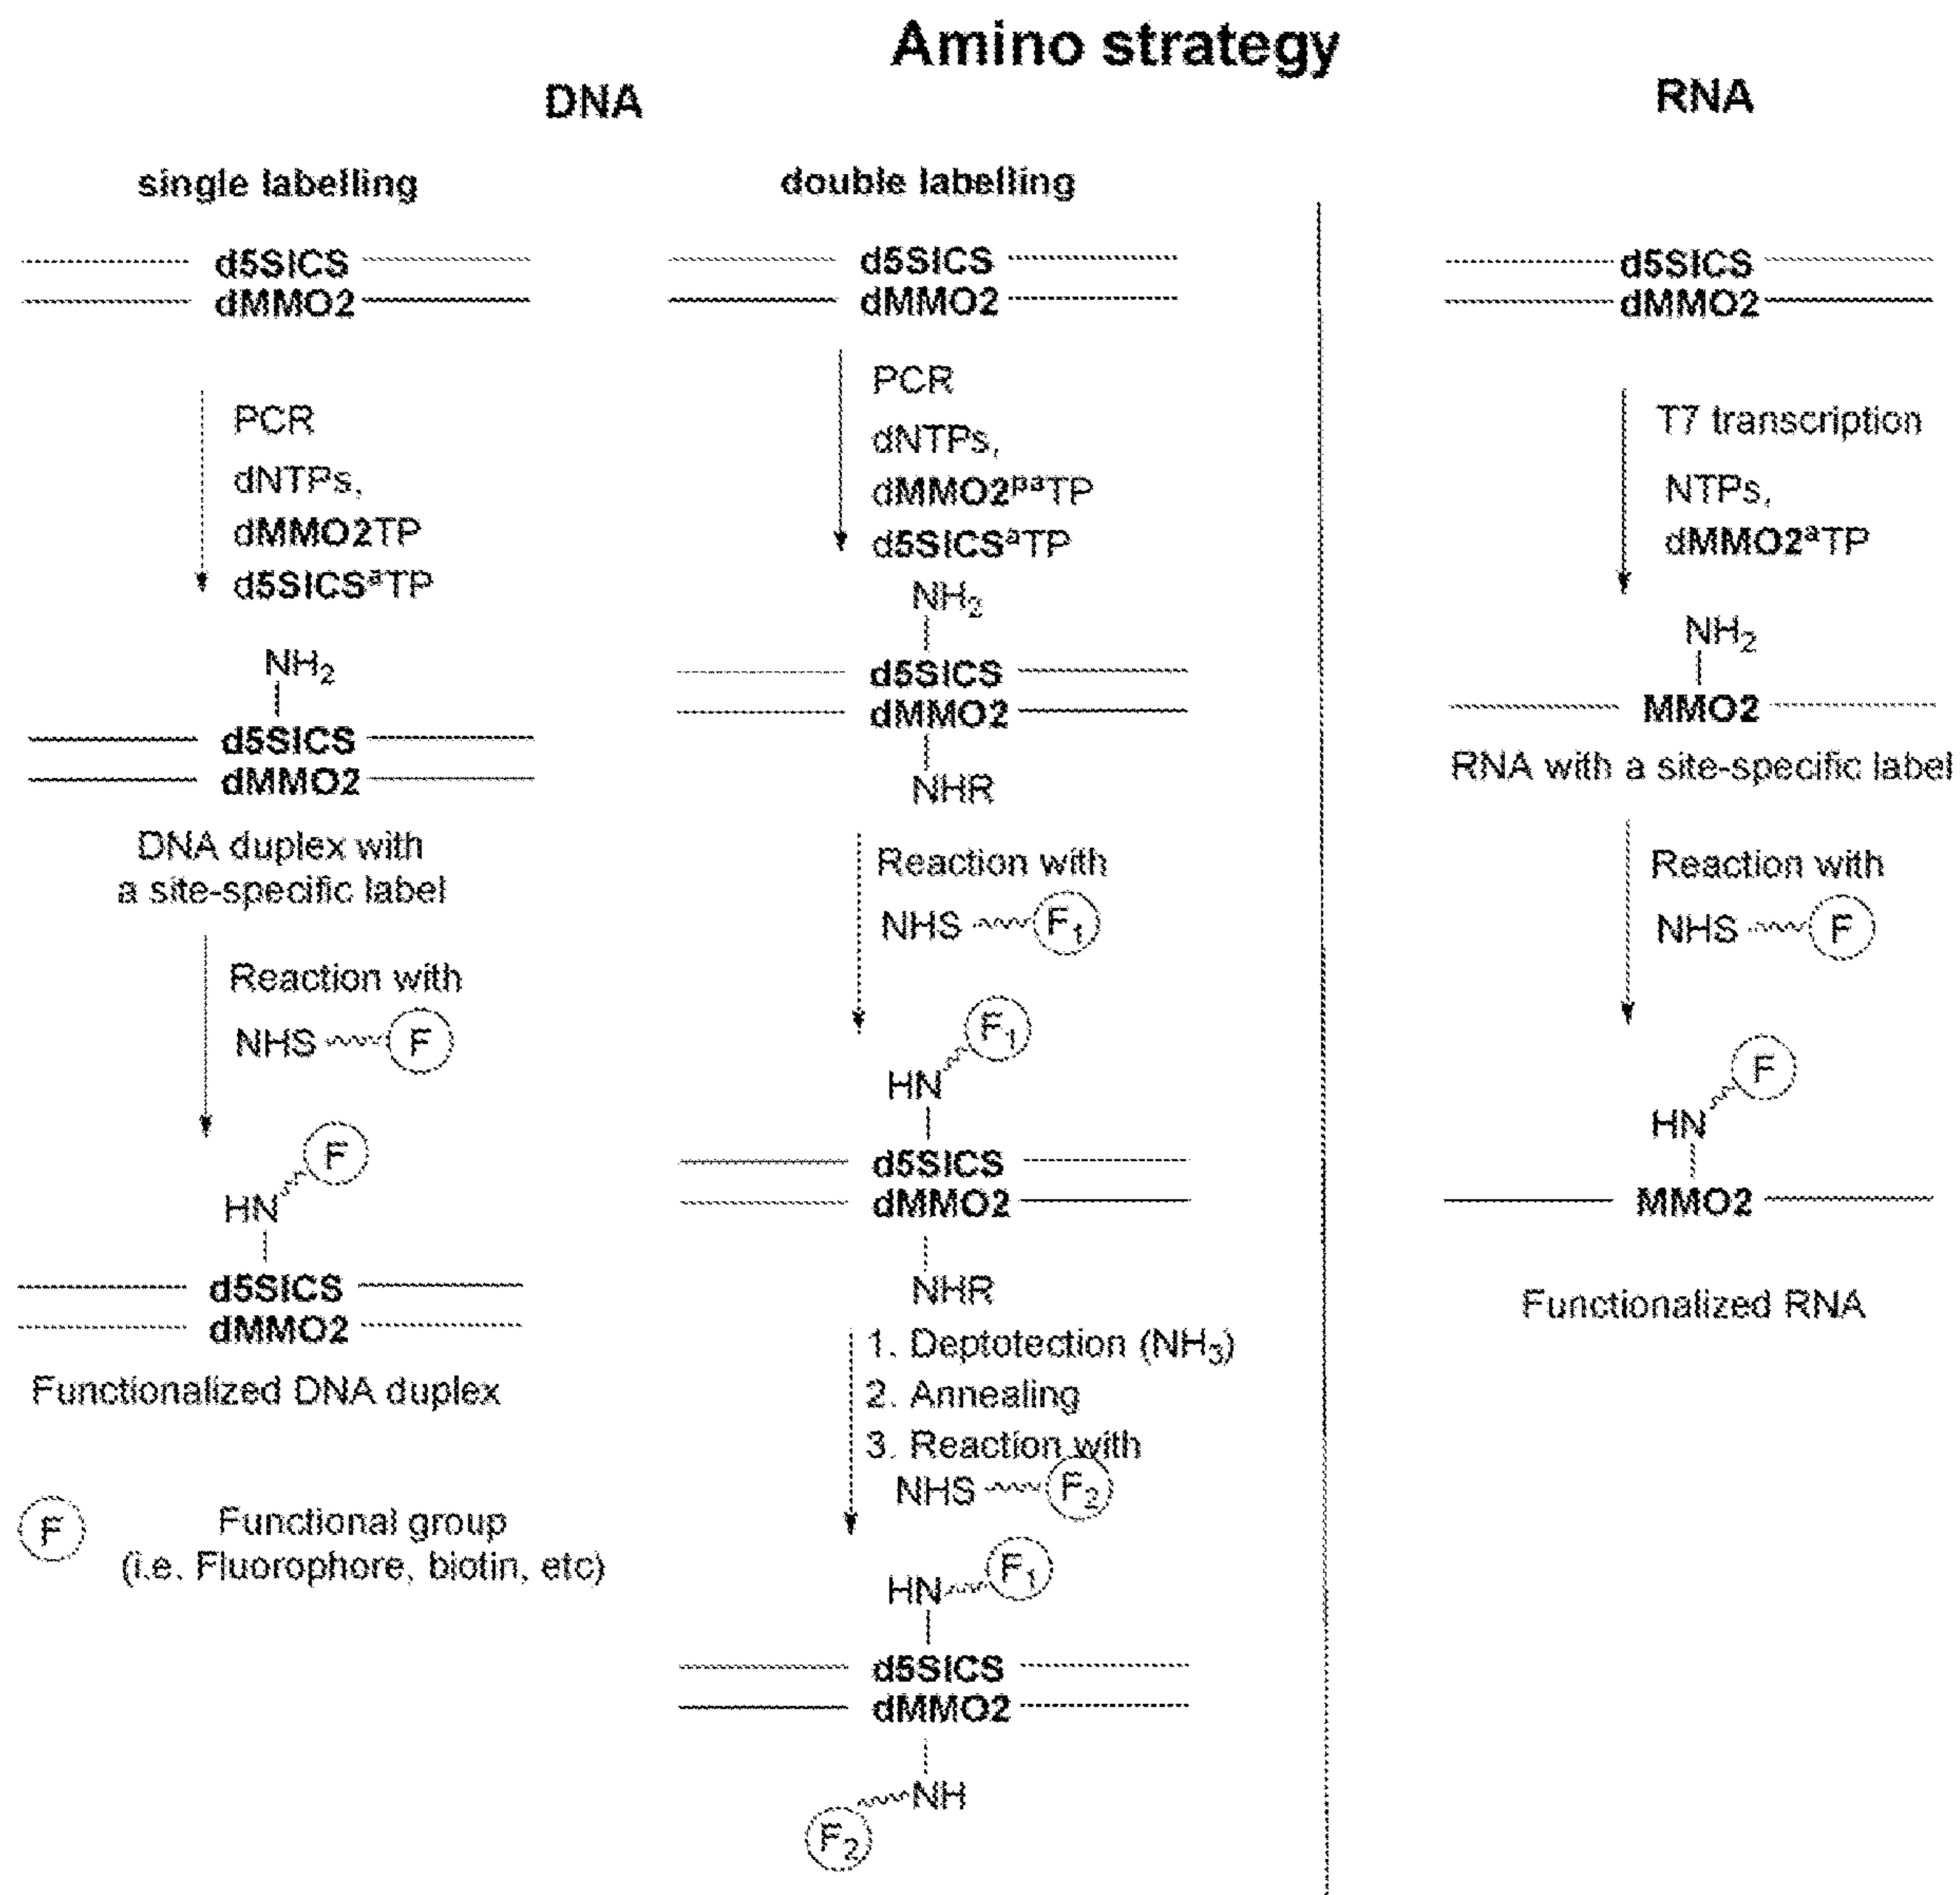 Amino strategy
DNA
single labelling
d5SICS
dMMO2
PCR
dNTPs,
dMMO2TP
d5SICSᵃTP
NH₂
d5SICS
dMMO2
DNA duplex with
a site-specific label
Reaction with
NHS F
F
HN
d5SICS
dMMO2
Functionalized DNA duplex
F Functional group
(i.e. Fluorophore, biotin, etc)
double labelling
d5SICS
dMMO2
PCR
dNTPs,
dMMO2ᵖᵃTP
d5SICSᵃTP
NH₂
d5SICS
dMMO2
NHR
Reaction with
NHS F₁
F₁
HN
d5SICS
dMMO2
NHR
1. Deptotection (NH₃)
2. Annealing
3. Reaction with
NHS F₂
HN F₁
d5SICS
dMMO2
NH
F₂
RNA
d5SICS
dMMO2
T7 transcription
NTPs,
dMMO2ᵃTP
NH₂
MMO2
RNA with a site-specific label
Reaction with
NHS F
F
HN
MMO2
Functionalized RNA